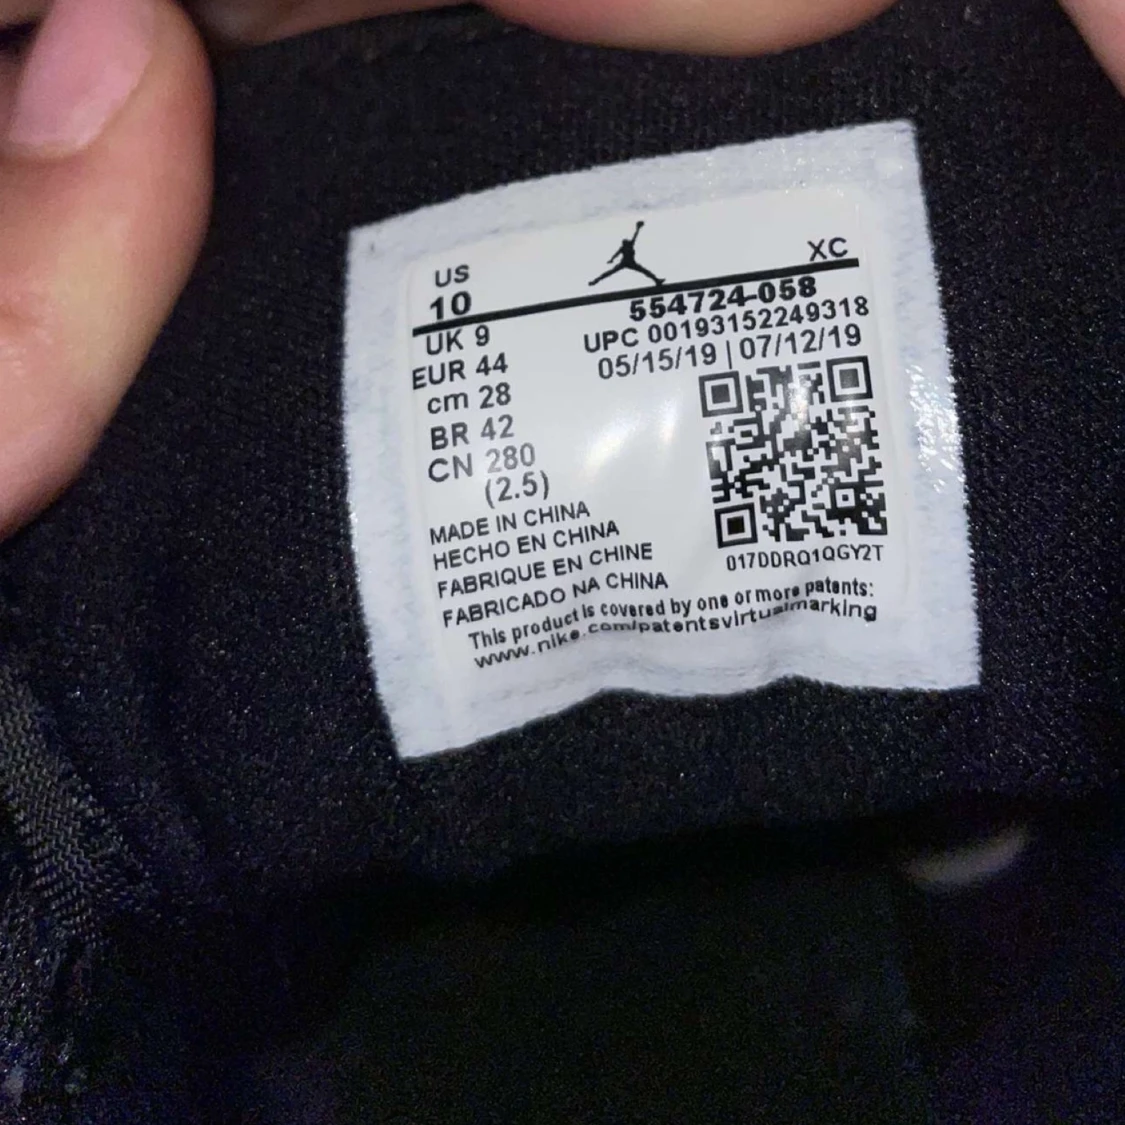 US
10
XC
UK 9
EUR 44
cm 28
BR 42
CN 280
(2.5)
554724-058
UPC 00193152249318
05/15/19 | 07/12/19
017DDRQ1QGY2T
MADE IN CHINA
HECHO EN CHINA
FABRIQUE EN CHINE
FABRICADO NA CHINA
This product is covered by one or more patents:
www.nike.com/patentsvirtualmarking